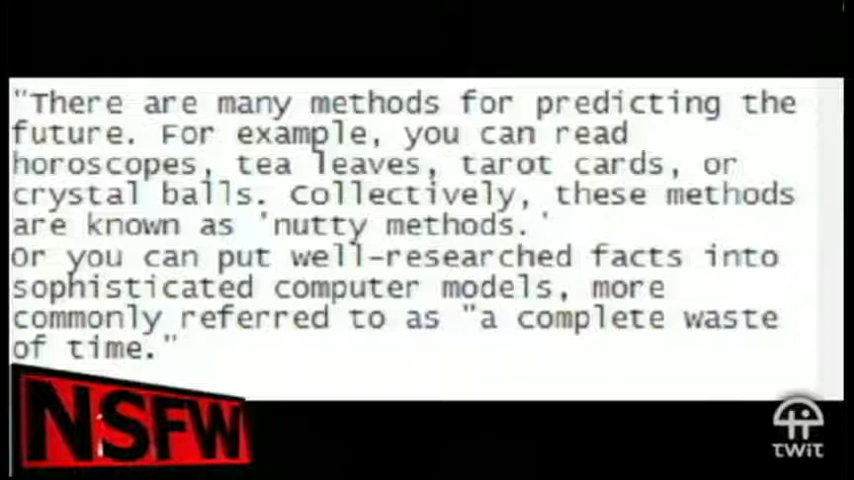 "There are many methods for predicting the
future. For example, you can read
horoscopes, tea leaves, tarot cards, or
crystal balls. Collectively, these methods
are known as 'nutty methods.'
Or you can put well-researched facts into
sophisticated computer models, more
commonly referred to as "a complete waste
of time."
NSFW
TWiT